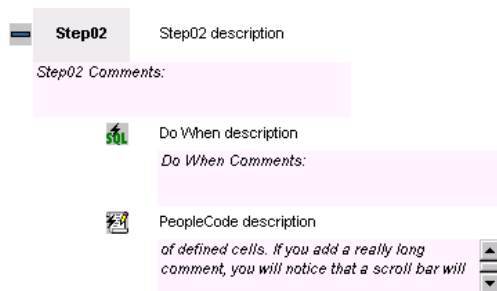 Step02 Step02 description
Step02 Comments:
SQL Do When description
Do When Comments:
PeopleCode description
of defined cells. If you add a really long
comment, you will notice that a scroll bar will